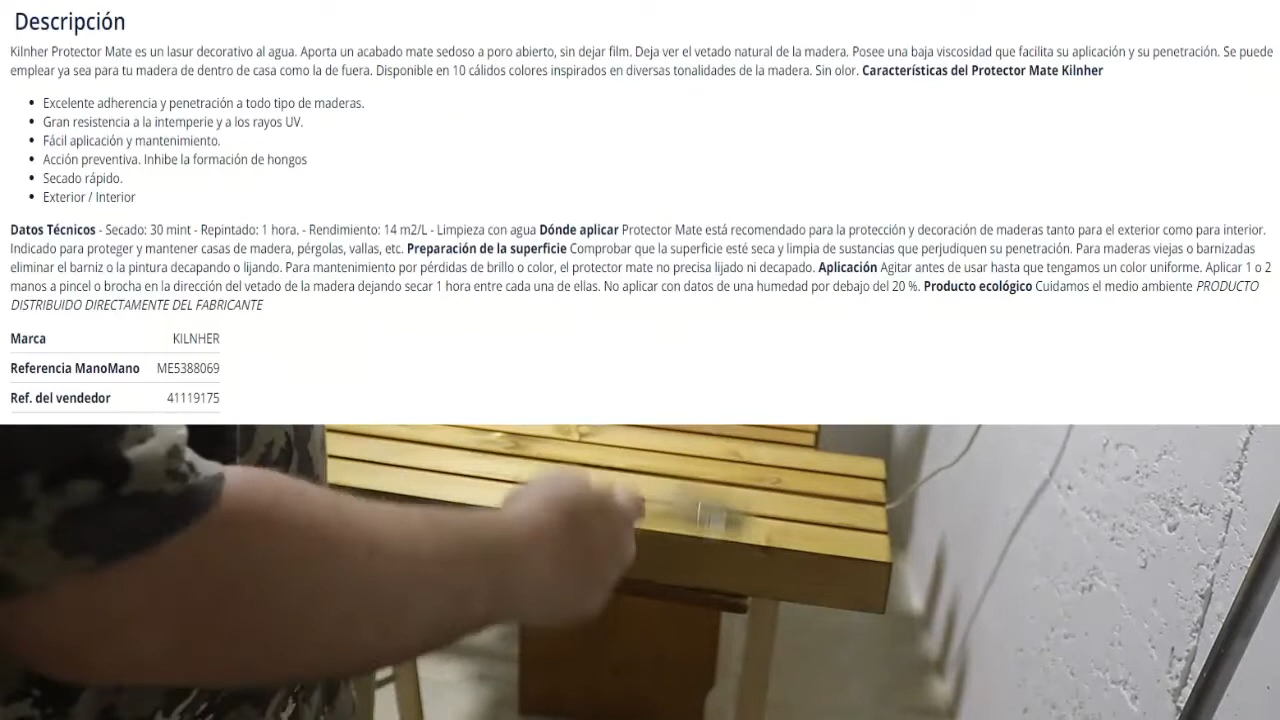 Descripción
Kilnher Protector Mate es un lasur decorativo al agua. Aporta un acabado mate sedoso a poro abierto, sin dejar film. Deja ver el vetado natural de la madera. Posee una baja viscosidad que facilita su aplicación y su penetración. Se puede
emplear ya sea para tu madera de dentro de casa como la de fuera. Disponible en 10 cálidos colores inspirados en diversas tonalidades de la madera. Sin olor. Características del Protector Mate Kilnher
• Excelente adherencia y penetración a todo tipo de maderas.
• Gran resistencia a la intemperie y a los rayos UV.
• Fácil aplicación y mantenimiento.
• Acción preventiva. Inhibe la formación de hongos
• Secado rápido.
• Exterior / Interior
Datos Técnicos - Secado: 30 mint - Repintado: 1 hora. - Rendimiento: 14 m2/L - Limpieza con agua Dónde aplicar Protector Mate está recomendado para la protección y decoración de maderas tanto para el exterior como para interior.
Indicado para proteger y mantener casas de madera, pérgolas, vallas, etc. Preparación de la superficie Comprobar que la superficie esté seca y limpia de sustancias que perjudiquen su penetración. Para maderas viejas o barnizadas
eliminar el barniz o la pintura decapando o lijando. Para mantenimiento por pérdidas de brillo o color, el protector mate no precisa lijado ni decapado. Aplicación Agitar antes de usar hasta que tengamos un color uniforme. Aplicar 1 o 2
manos a pincel o brocha en la dirección del vetado de la madera dejando secar 1 hora entre cada una de ellas. No aplicar con datos de una humedad por debajo del 20 %. Producto ecológico Cuidamos el medio ambiente PRODUCTO
DISTRIBUIDO DIRECTAMENTE DEL FABRICANTE
Marca KILNHER
Referencia ManoMano ME5388069
Ref. del vendedor 41119175